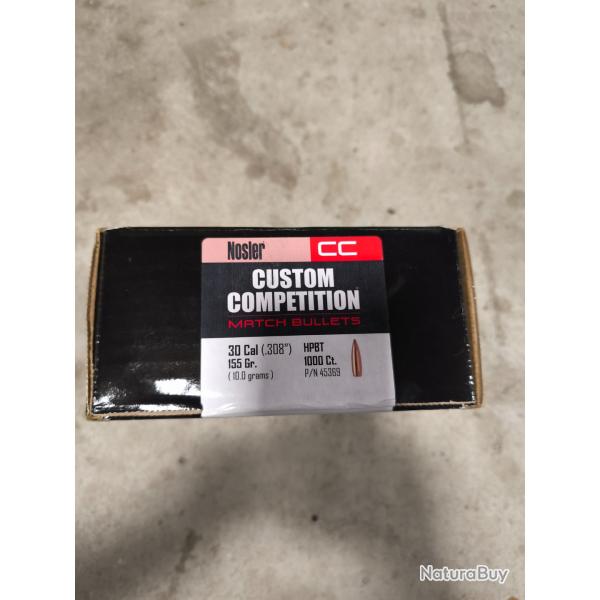 Nosler® CC
CUSTOM
COMPETITION®
MATCH BULLETS
30 Cal (.308")
155 Gr.
(10.0 grams)
HPBT
1000 Ct.
P/N 45369
NaturaBuy